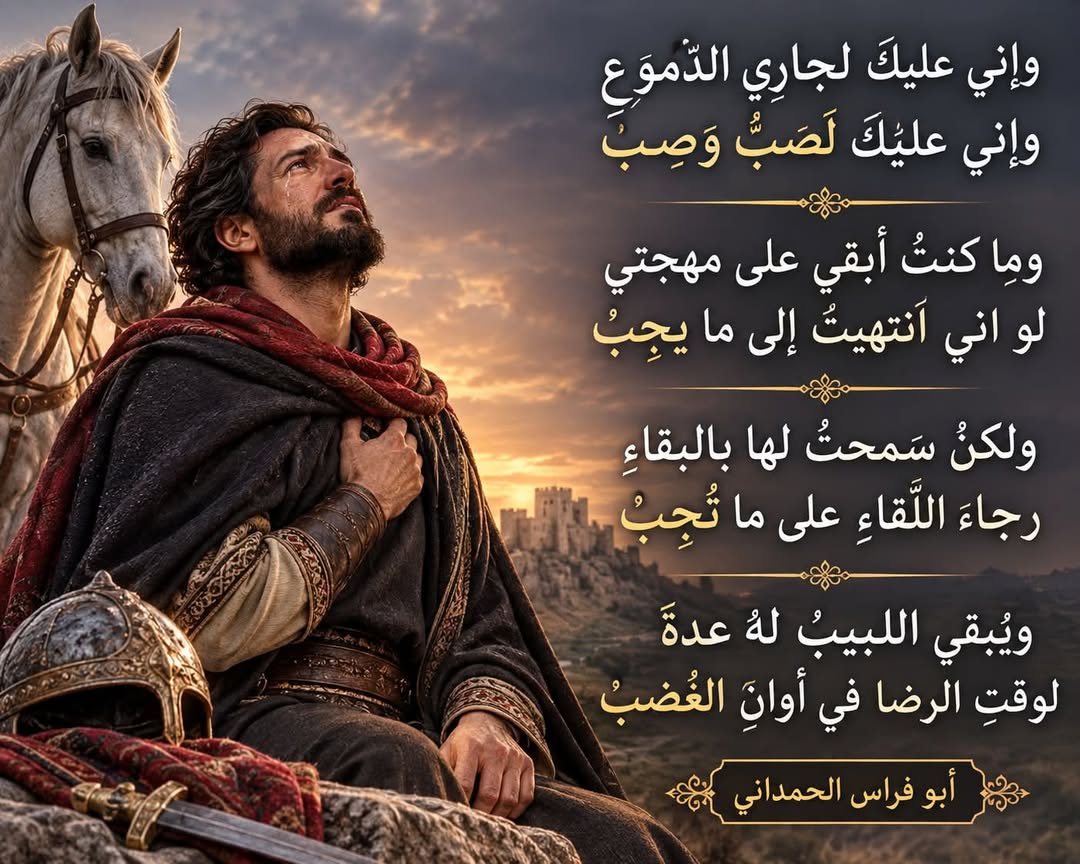 وإني عليكَ لجارِي الدّموَعِ
وإني عليْكَ لَصَبُّ وَصِبْ
ومِا كنتُ أبقي على مهجتي
لو اني اَنتهيتُ إلى ما يجِبْ
ولكنْ سَمحتُ لها بالبقاءِ
رجاءَ اللَّقاءِ على ما تُجِبْ
ويُبقي اللبيبُ لهُ عدةَ
لوقتِ الرضا في أوانَ الغُضبْ
أبو فراس الحمداني